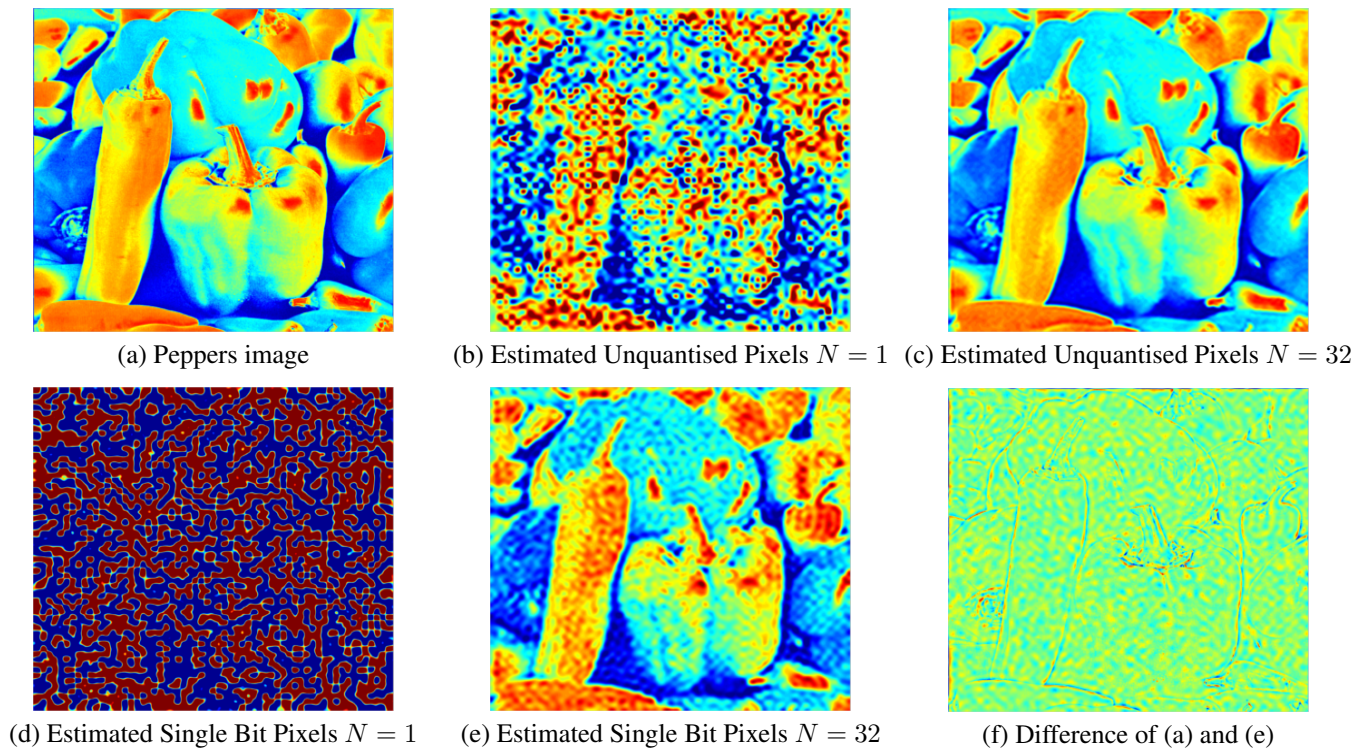 (a) Peppers image
(b) Estimated Unquantised Pixels N = 1
(c) Estimated Unquantised Pixels N = 32
(d) Estimated Single Bit Pixels N = 1
(e) Estimated Single Bit Pixels N = 32
(f) Difference of (a) and (e)